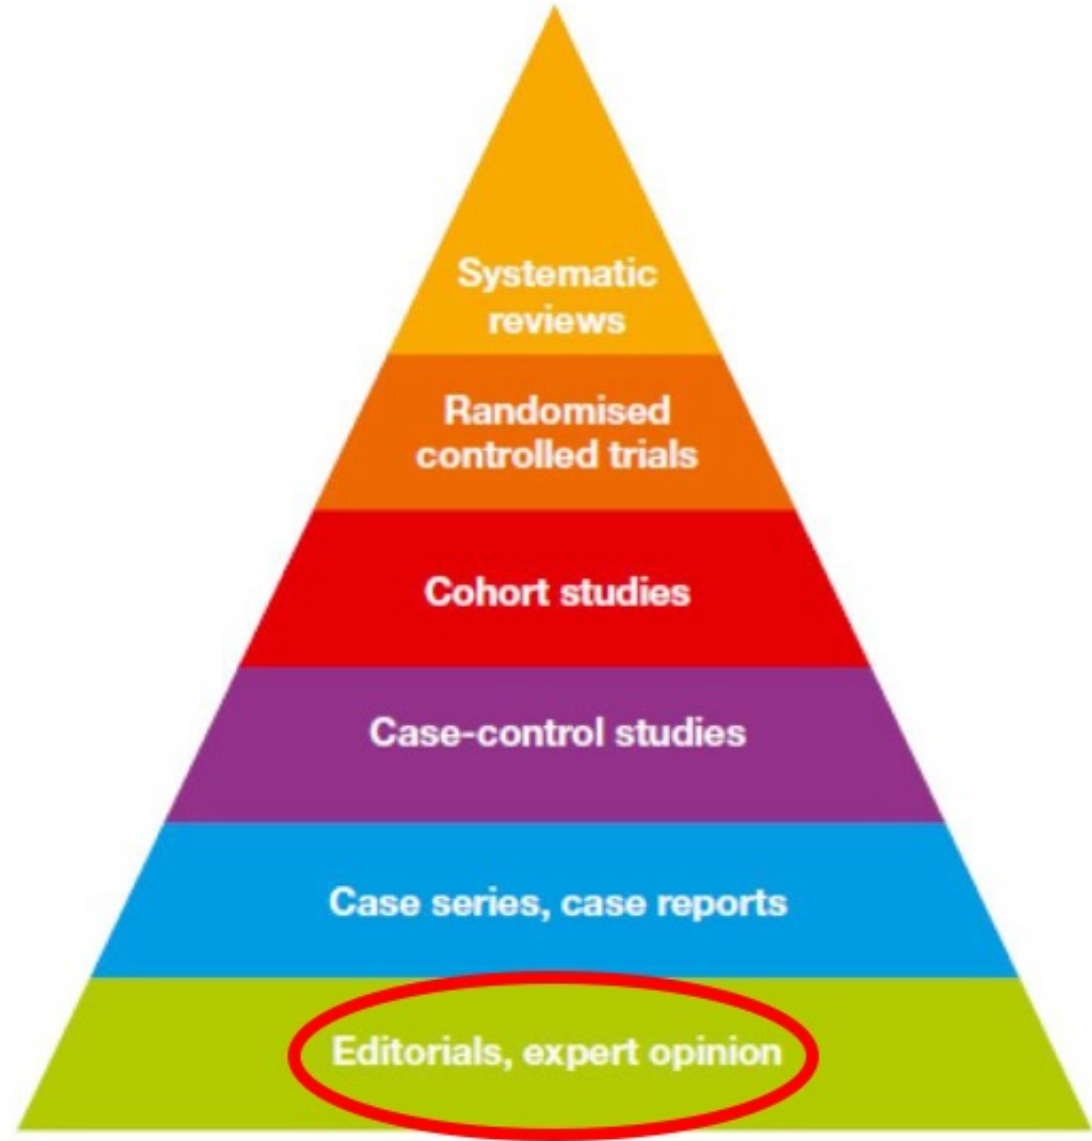 Systematic
reviews
Randomised
controlled trials
Cohort studies
Case-control studies
Case series, case reports
Editorials, expert opinion